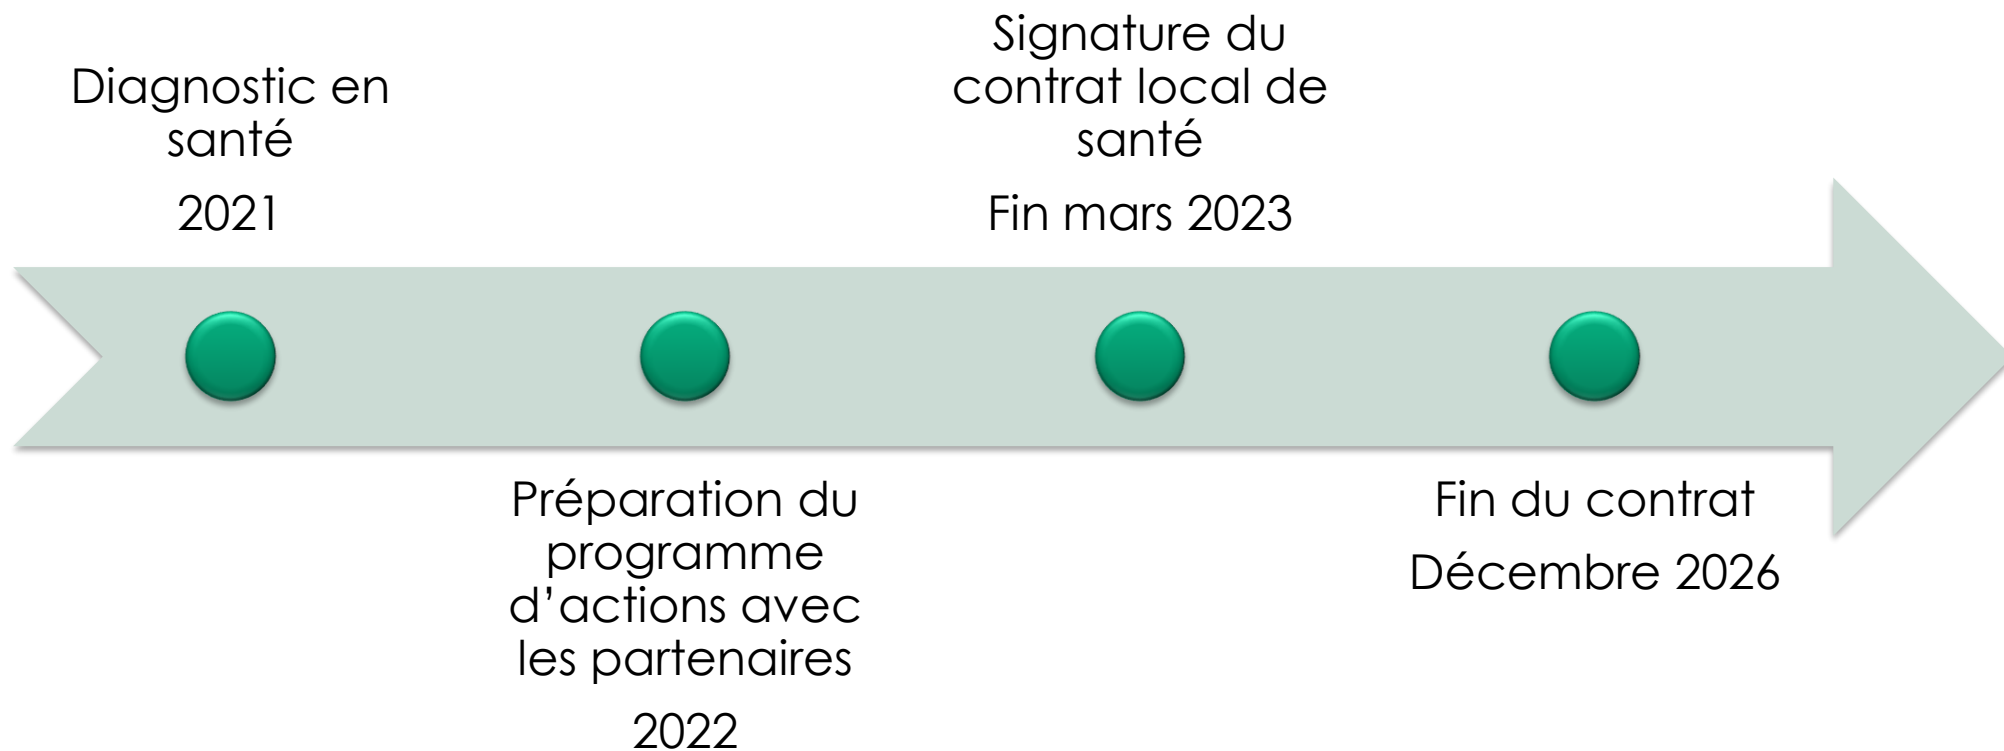 Diagnostic en
santé
2021
Préparation du
programme
d’actions avec
les partenaires
2022
Signature du
contrat local de
santé
Fin mars 2023
Fin du contrat
Décembre 2026